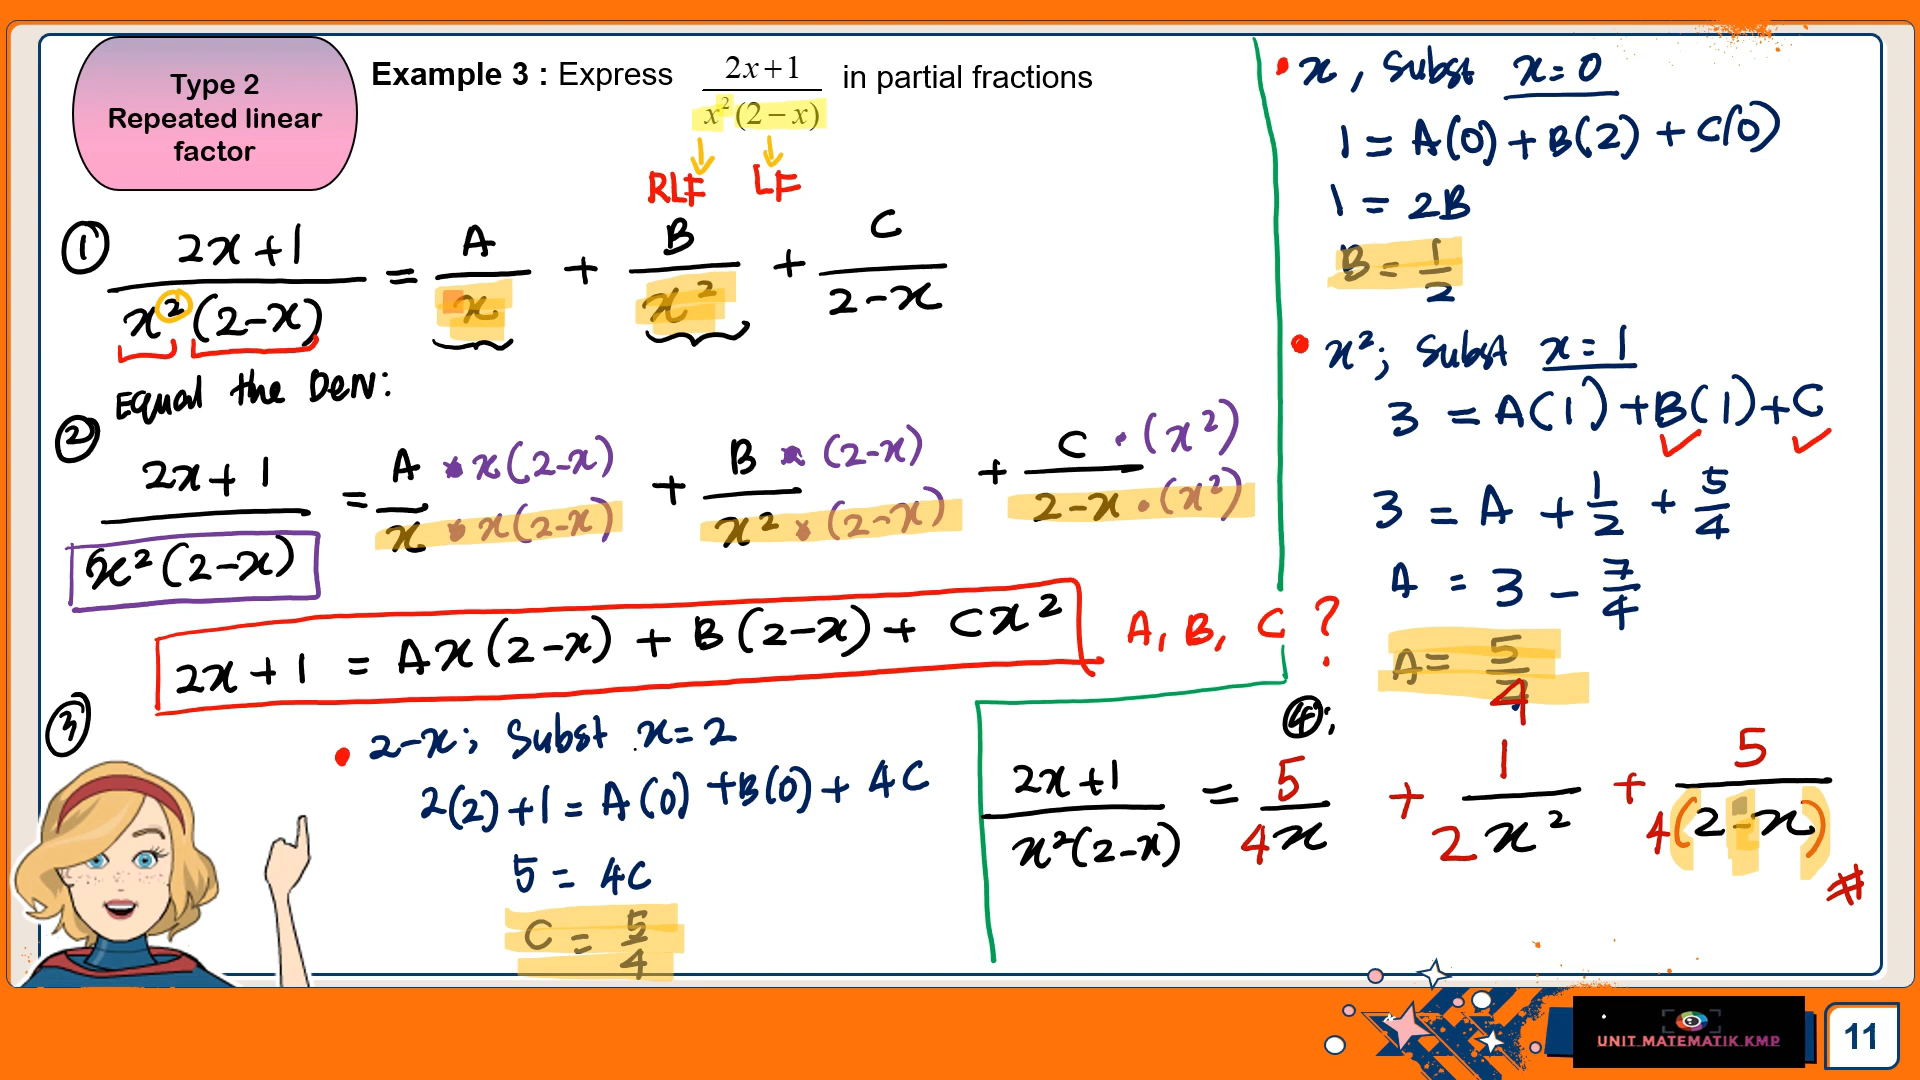 Type 2
Repeated linear
factor
Example 3 : Express (2x+1)/(x²(2−x)) in partial fractions
RLF LF
① (2x+1)/(x²(2-x)) = A/x + B/x² + C/(2-x)
Equal the Den:
② (2x+1)/(x²(2-x)) = A/x • x(2-x)/x(2-x) + B/x² • (2-x)/(2-x) + C/(2-x) • (x²)/(x²)
2x+1 = Ax(2-x) + B(2-x) + Cx²
A, B, C ?
③
• 2-x; Subst x=2
2(2)+1 = A(0) + B(0) + 4C
5 = 4C
C = 5/4
• x, Subst x=0
1 = A(0) + B(2) + C(0)
1 = 2B
B = 1/2
• x²; Subst x=1
3 = A(1) + B(1) + C
3 = A + 1/2 + 5/4
A = 3 - 7/4
A = 5/4
④;
(2x+1)/(x²(2-x)) = 5/4x + 1/2x² + 5/4(2-x) #
UNIT MATEMATIK KMP
11